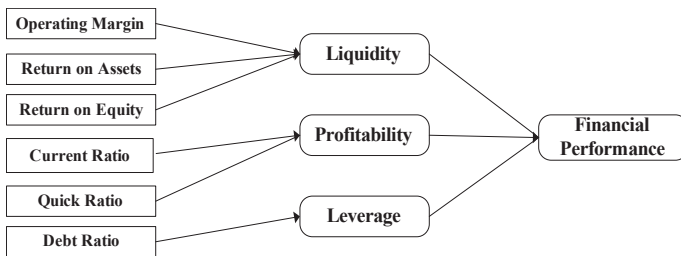 Operating Margin
Return on Assets
Return on Equity
Current Ratio
Quick Ratio
Debt Ratio
Liquidity
Profitability
Leverage
Financial
Performance